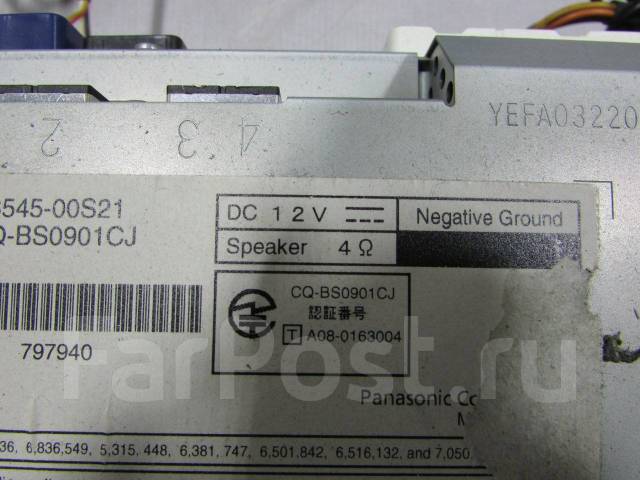 2 3 4
YEFA03220
545-00S21
DC 12V
Negative Ground
Q-BS0901CJ
Speaker 4Ω
CQ-BS0901CJ
認証番号
T A08-0163004
797940
FarPost.ru
Panasonic Co
M
36, 6,836,549, 5,315, 448, 6,381, 747, 6,501,842, 6,516,132, and 7,050